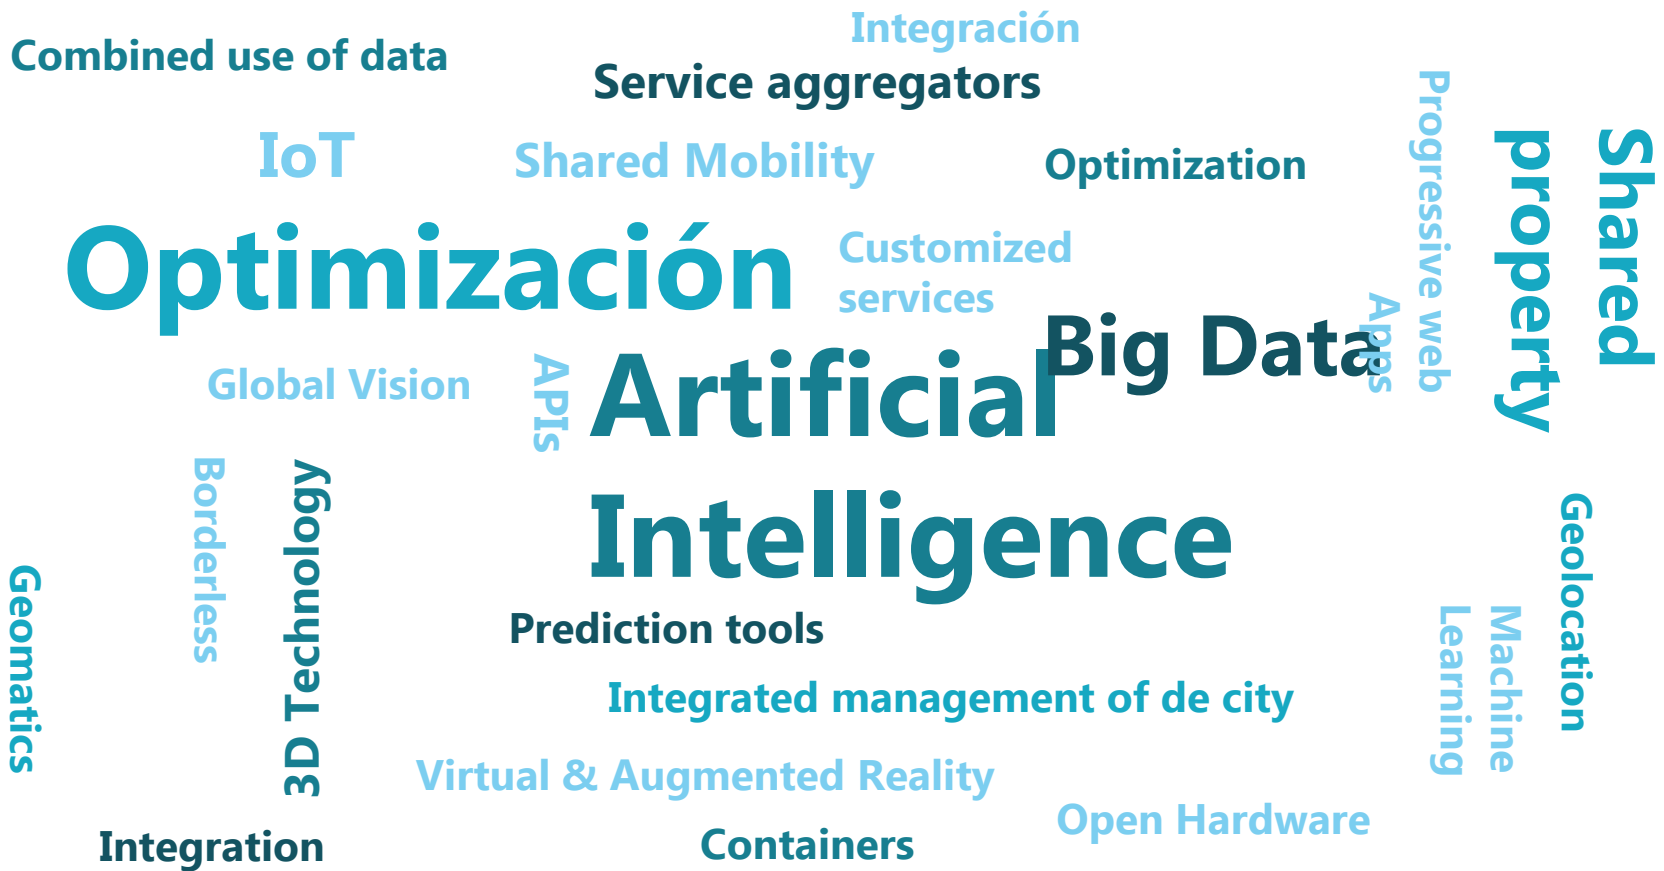 Integración
Combined use of data
Service aggregators
IoT
Shared Mobility
Optimization
Progressive web
Apps
Shared
property
Optimización
Customized
services
Big Data
Global Vision
APIs
Artificial
Intelligence
Borderless
3D Technology
Geomatics
Geolocation
Prediction tools
Machine
Learning
Integrated management of de city
Virtual & Augmented Reality
Open Hardware
Integration
Containers